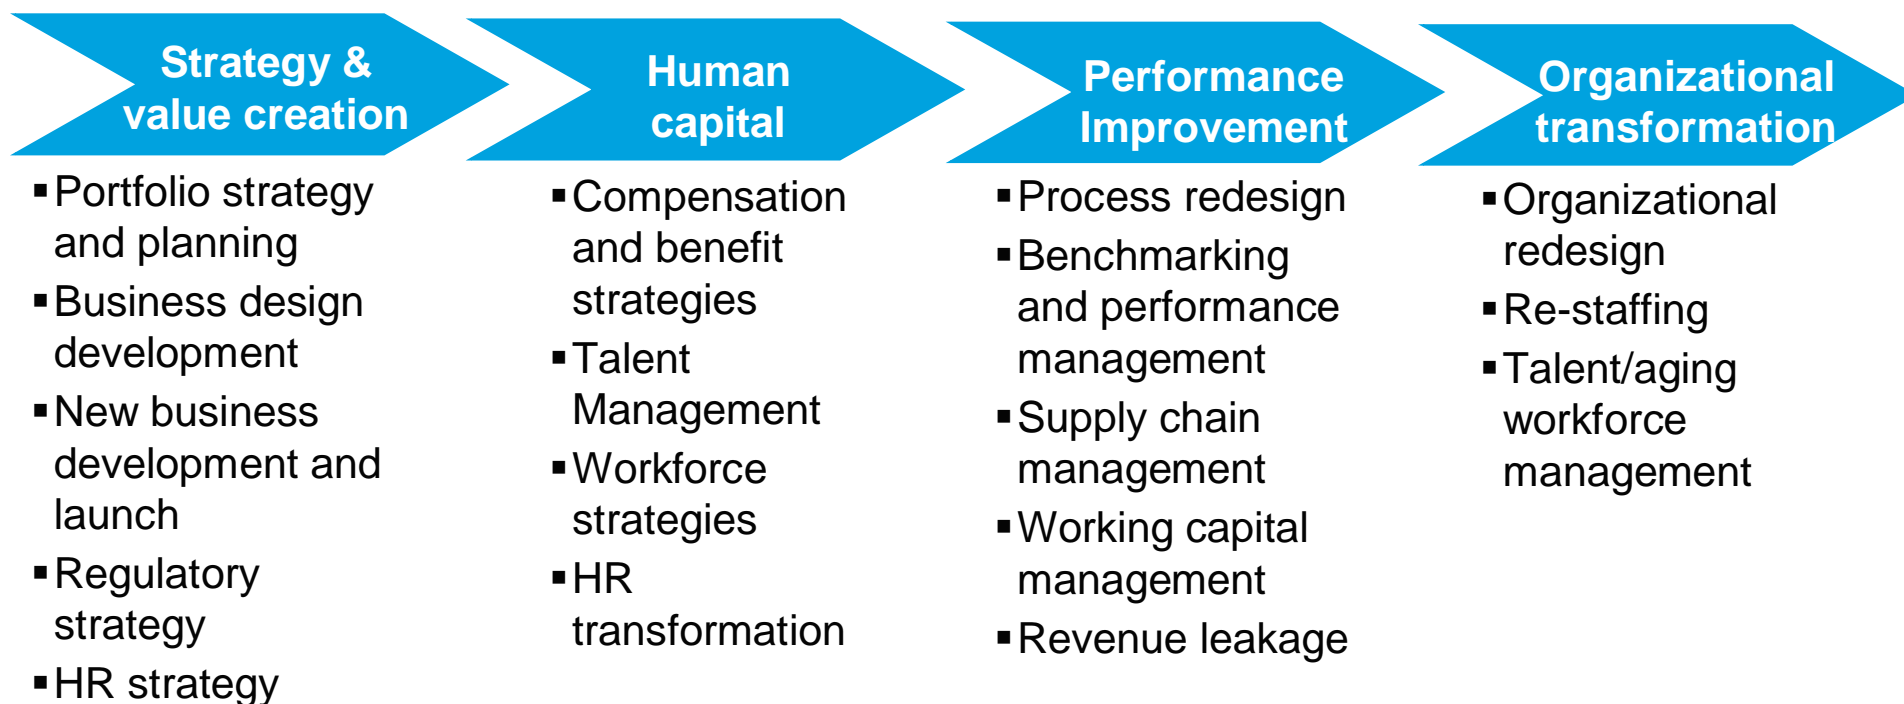 Strategy &
value creation
▪Portfolio strategy
and planning
▪Business design
development
▪New business
development and
launch
▪Regulatory
strategy
▪HR strategy
Human
capital
▪Compensation
and benefit
strategies
▪Talent
Management
▪Workforce
strategies
▪HR
transformation
Performance
Improvement
▪Process redesign
▪Benchmarking
and performance
management
▪Supply chain
management
▪Working capital
management
▪Revenue leakage
Organizational
transformation
▪Organizational
redesign
▪Re-staffing
▪Talent/aging
workforce
management